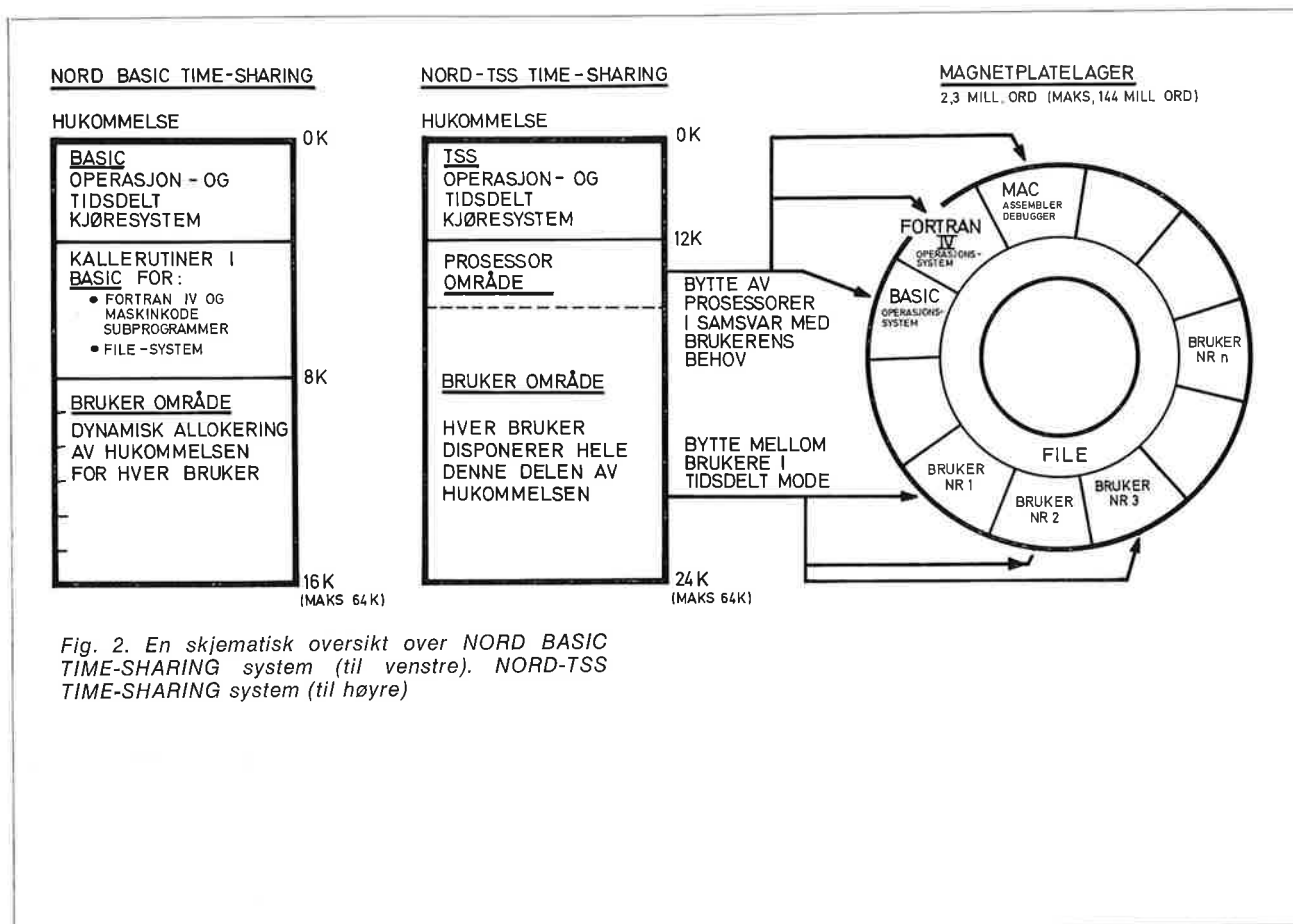 NORD BASIC TIME-SHARING
HUKOMMELSE
0K
BASIC
OPERASJON - OG
TIDSDELT
KJØRESYSTEM
KALLERUTINER I
BASIC FOR:
• FORTRAN IV OG
MASKINKODE
SUBPROGRAMMER
• FILE-SYSTEM
8K
BRUKER OMRÅDE
DYNAMISK ALLOKERING
AV HUKOMMELSEN
FOR HVER BRUKER
16K
(MAKS 64K)
NORD-TSS TIME-SHARING
HUKOMMELSE
0K
TSS
OPERASJON - OG
TIDSDELT
KJØRESYSTEM
12K
PROSESSOR
OMRÅDE
BRUKER OMRÅDE
HVER BRUKER
DISPONERER HELE
DENNE DELEN AV
HUKOMMELSEN
24K
(MAKS 64K)
BYTTE AV
PROSESSORER
I SAMSVAR MED
BRUKERENS
BEHOV
BYTTE MELLOM
BRUKERE I
TIDSDELT MODE
MAGNETPLATELAGER
2,3 MILL. ORD (MAKS, 144 MILL ORD)
MAC
ASSEMBLER
DEBUGGER
FORTRAN
IV
OPERASJONS-
SYSTEM
BASIC
OPERASJONS-
SYSTEM
BRUKER
NR n
FILE
BRUKER
NR 1
BRUKER
NR 2
BRUKER
NR 3
Fig. 2. En skjematisk oversikt over NORD BASIC
TIME-SHARING system (til venstre). NORD-TSS
TIME-SHARING system (til høyre)